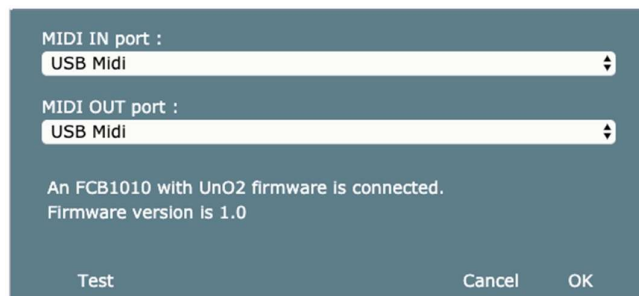 MIDI IN port :
USB Midi
MIDI OUT port :
USB Midi
An FCB1010 with UnO2 firmware is connected.
Firmware version is 1.0
Test Cancel OK